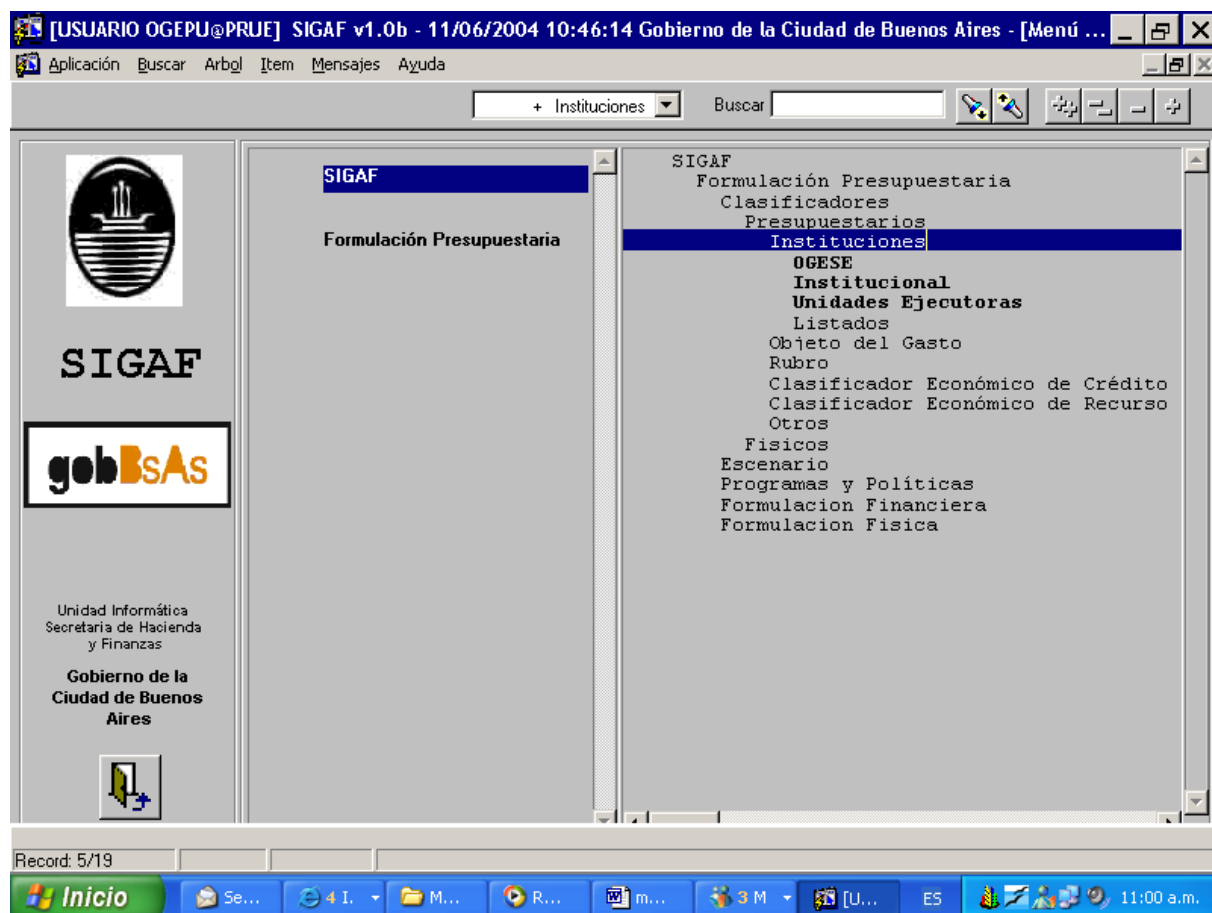 [USUARIO OGEPU@PRUE] SIGAF v1.0b - 11/06/2004 10:46:14 Gobierno de la Ciudad de Buenos Aires - [Menú ...
Aplicación Buscar Arbol Item Mensajes Ayuda
+ Instituciones Buscar
SIGAF
gobBsAs
Unidad Informática
Secretaria de Hacienda
y Finanzas
Gobierno de la
Ciudad de Buenos
Aires
SIGAF
Formulación Presupuestaria
SIGAF
Formulación Presupuestaria
Clasificadores
Presupuestarios
Instituciones
OGESE
Institucional
Unidades Ejecutoras
Listados
Objeto del Gasto
Rubro
Clasificador Económico de Crédito
Clasificador Económico de Recurso
Otros
Fisicos
Escenario
Programas y Políticas
Formulacion Financiera
Formulacion Fisica
Record: 5/19
Inicio Se... 4 I. M... R... m... 3 M [U... ES 11:00 a.m.